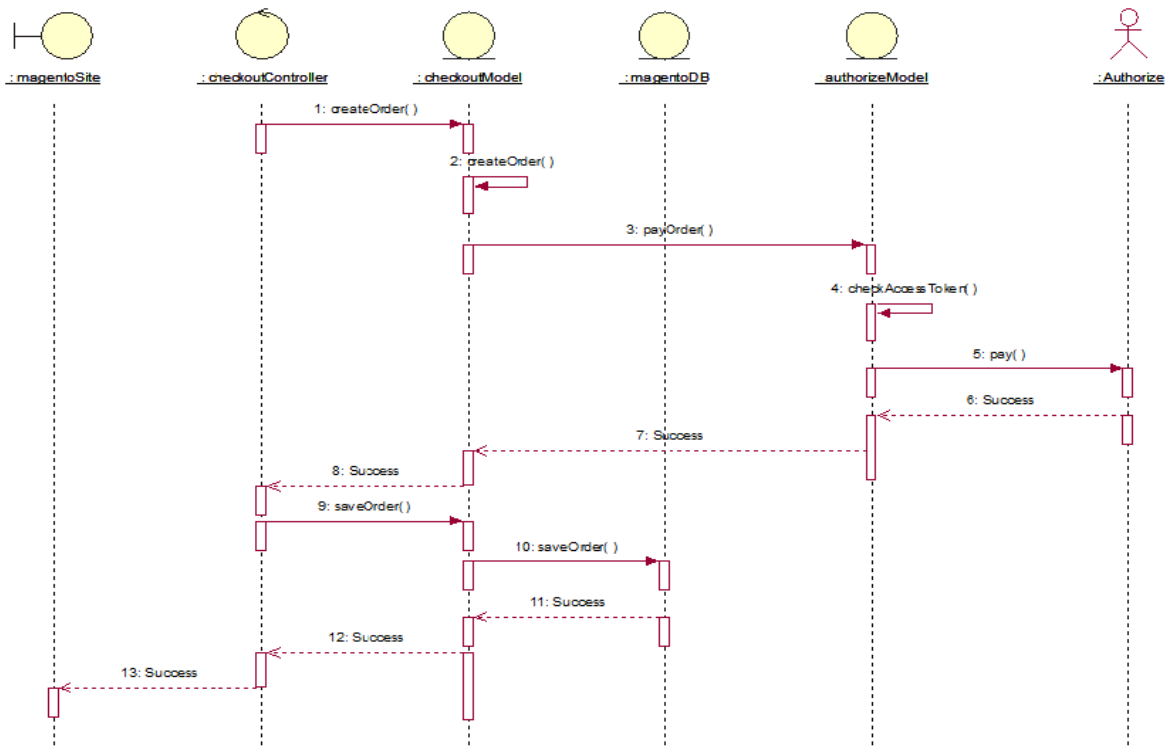 : magentoSite
: checkoutController
: checkoutModel
: magentoDB
authorizeModel
:Authorize
1: createOrder( )
2: createOrder( )
3: payOrder( )
4: checkAccessToken( )
5: pay( )
6: Success
7: Success
8: Success
9: saveOrder( )
10: saveOrder( )
11: Success
12: Success
13: Success